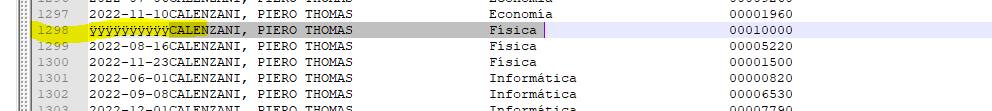 1297 2022-11-10CALENZANI, PIERO THOMAS Economía 00001960
1298 ÿÿÿÿÿÿÿÿÿÿCALENZANI, PIERO THOMAS Física 00010000
1299 2022-08-16CALENZANI, PIERO THOMAS Física 00005220
1300 2022-11-23CALENZANI, PIERO THOMAS Física 00001500
1301 2022-06-01CALENZANI, PIERO THOMAS Informática 00000820
1302 2022-09-08CALENZANI, PIERO THOMAS Informática 00006530
1303 2022-12-01CALENZANI, PIERO THOMAS Informática 00007790